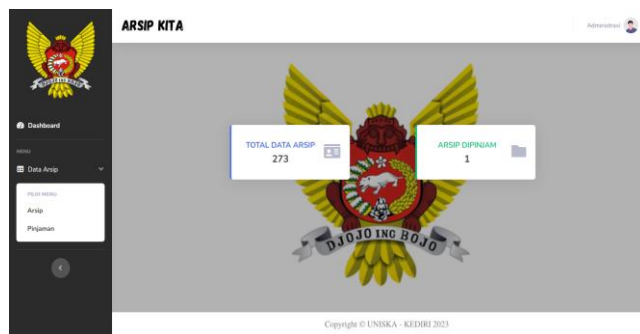 ARSIP KITA
Administrasi
Dashboard
MENU
Data Arsip
PILIH MENU:
Arsip
Pinjaman
TOTAL DATA ARSIP
273
ARSIP DIPINJAM
1
DJOJO ING BOJO
Copyright © UNISKA - KEDIRI 2023